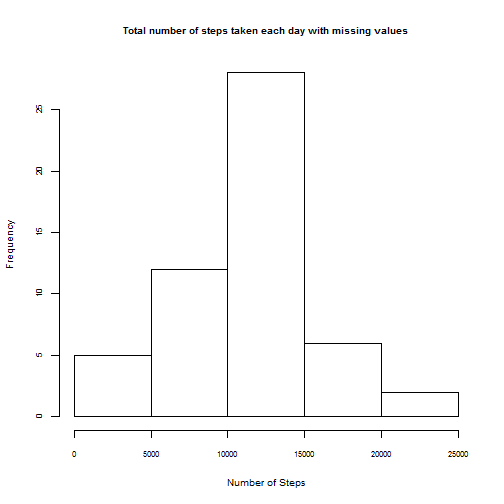 Total number of steps taken each day with missing values
Frequency
25
20
15
10
5
0
0 5000 10000 15000 20000 25000
Number of Steps